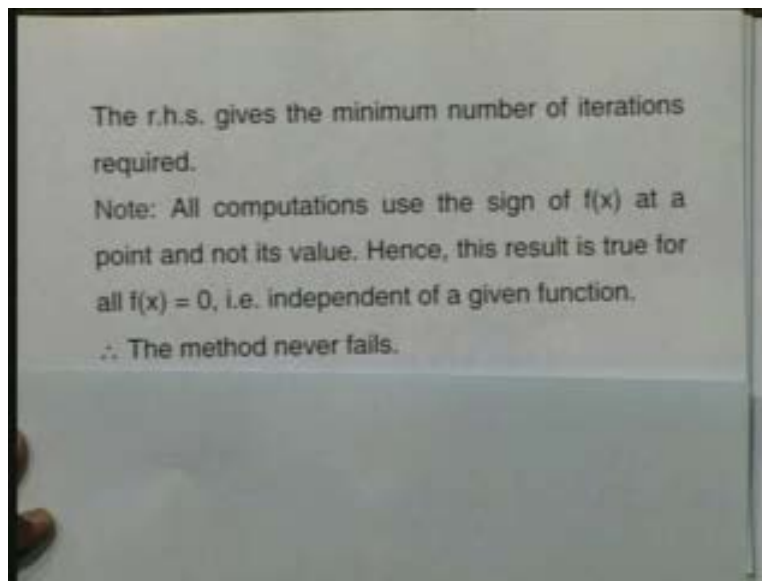 The r.h.s. gives the minimum number of iterations
required.
Note: All computations use the sign of f(x) at a
point and not its value. Hence, this result is true for
all f(x) = 0, i.e. independent of a given function.
∴ The method never fails.